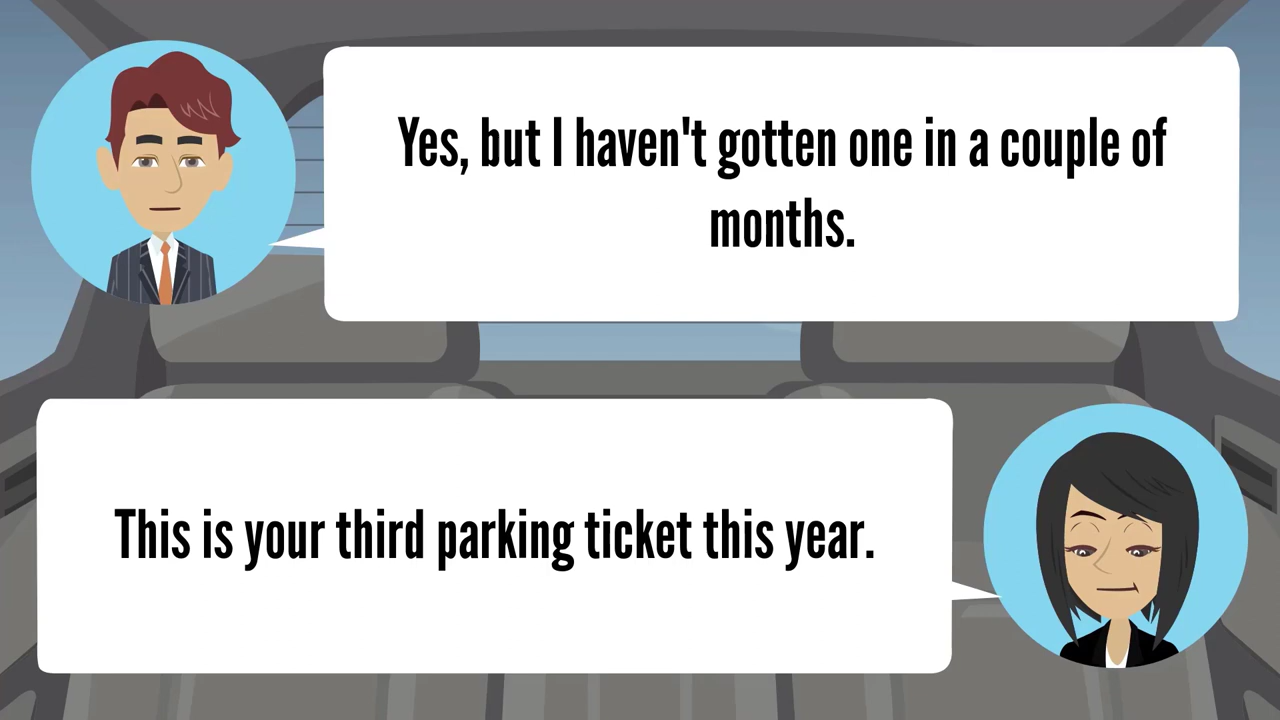 Yes, but I haven't gotten one in a couple of
months.
This is your third parking ticket this year.